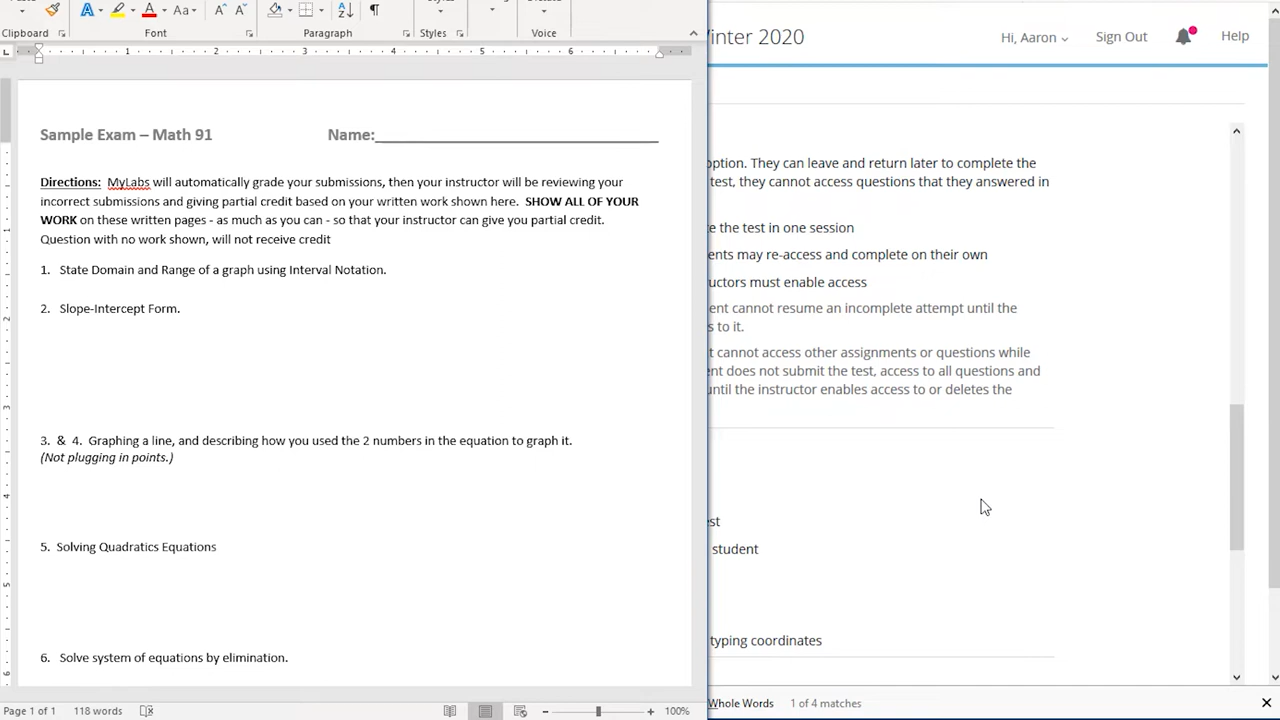 Clipboard
Font
Paragraph
Styles
Voice
A
A
Aa
A
A
1
2
3
4
5
6
Sample Exam – Math 91 Name:
Directions: MyLabs will automatically grade your submissions, then your instructor will be reviewing your
incorrect submissions and giving partial credit based on your written work shown here. SHOW ALL OF YOUR
WORK on these written pages - as much as you can - so that your instructor can give you partial credit.
Question with no work shown, will not receive credit
1. State Domain and Range of a graph using Interval Notation.
2. Slope-Intercept Form.
3. & 4. Graphing a line, and describing how you used the 2 numbers in the equation to graph it.
(Not plugging in points.)
5. Solving Quadratics Equations
6. Solve system of equations by elimination.
Page 1 of 1 118 words 100%
inter 2020
Hi, Aaron
Sign Out
Help
option. They can leave and return later to complete the
test, they cannot access questions that they answered in
e the test in one session
ents may re-access and complete on their own
uctors must enable access
ent cannot resume an incomplete attempt until the
s to it.
t cannot access other assignments or questions while
ent does not submit the test, access to all questions and
until the instructor enables access to or deletes the
est
student
typing coordinates
Whole Words 1 of 4 matches